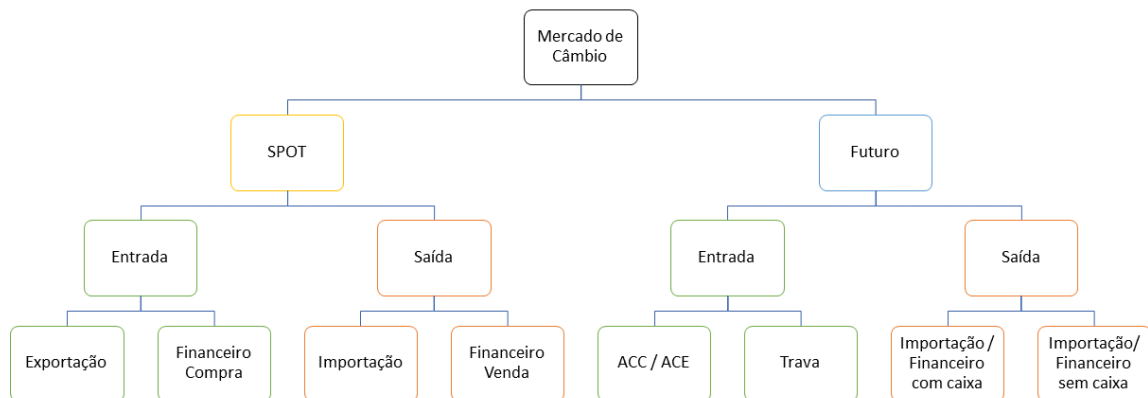 Mercado de
Câmbio
SPOT
Futuro
Entrada
Saída
Entrada
Saída
Exportação
Financeiro
Compra
Importação
Financeiro
Venda
ACC / ACE
Trava
Importação /
Financeiro
com caixa
Importação/
Financeiro
sem caixa